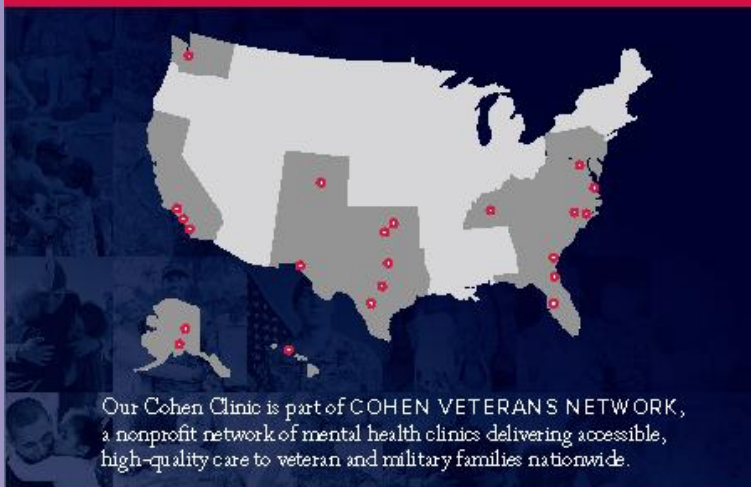 Our Cohen Clinic is part of COHEN VETERANS NETWORK,
a nonprofit network of mental health clinics delivering accessible,
high-quality care to veteran and military families nationwide.